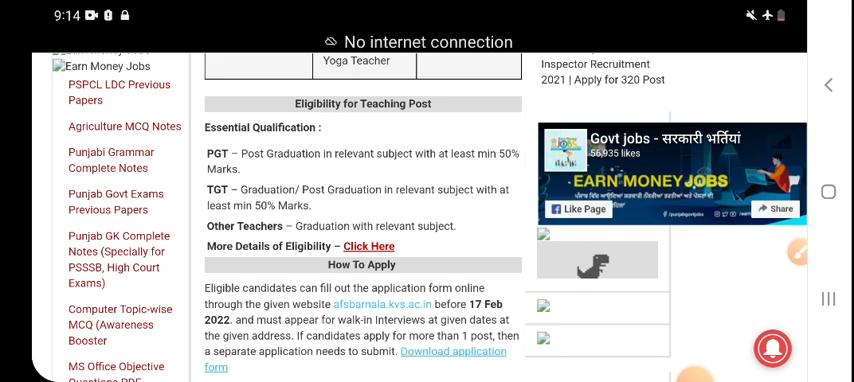 9:14
No internet connection
Earn Money Jobs
PSPCL LDC Previous
Papers
Agriculture MCQ Notes
Punjabi Grammar
Complete Notes
Punjab Govt Exams
Previous Papers
Punjab GK Complete
Notes (Specially for
PSSSB, High Court
Exams)
Computer Topic-wise
MCQ (Awareness
Booster
MS Office Objective
Yoga Teacher
Eligibility for Teaching Post
Essential Qualification :
PGT – Post Graduation in relevant subject with at least min 50%
Marks.
TGT – Graduation/ Post Graduation in relevant subject with at
least min 50% Marks.
Other Teachers – Graduation with relevant subject.
More Details of Eligibility – Click Here
How To Apply
Eligible candidates can fill out the application form online
through the given website afsbarnala.kvs.ac.in before 17 Feb
2022. and must appear for walk-in Interviews at given dates at
the given address. If candidates apply for more than 1 post, then
a separate application needs to submit. Download application
form
Inspector Recruitment
2021 | Apply for 320 Post
Govt jobs - सरकारी भर्तियां
56,935 likes
EARN MONEY JOBS
Like Page
Share